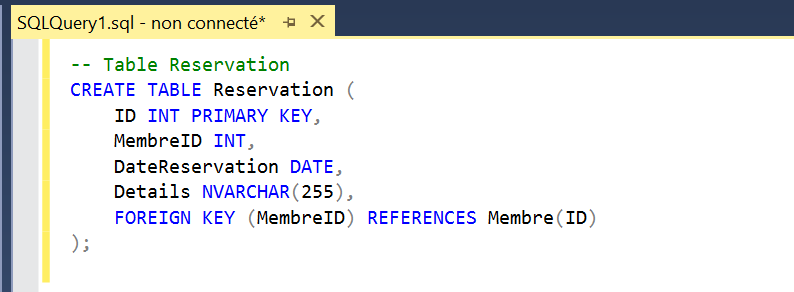 SQLQuery1.sql - non connecté*
-- Table Reservation
CREATE TABLE Reservation (
    ID INT PRIMARY KEY,
    MembreID INT,
    DateReservation DATE,
    Details NVARCHAR(255),
    FOREIGN KEY (MembreID) REFERENCES Membre(ID)
);